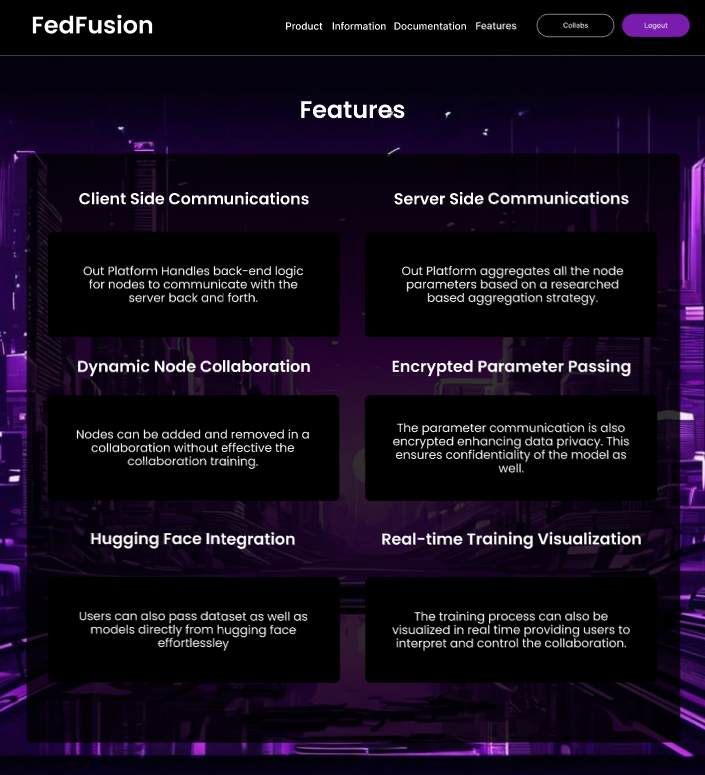 FedFusion
Product Information Documentation Features Collabs Logout
Features
Client Side Communications
Out Platform Handles back-end logic
for nodes to communicate with the
server back and forth.
Server Side Communications
Out Platform aggregates all the node
parameters based on a researched
based aggregation strategy.
Dynamic Node Collaboration
Nodes can be added and removed in a
collaboration without effective the
collaboration training.
Encrypted Parameter Passing
The parameter communication is also
encrypted enhancing data privacy. This
ensures confidentiality of the model as
well.
Hugging Face Integration
Users can also pass dataset as well as
models directly from hugging face
effortlessley
Real-time Training Visualization
The training process can also be
visualized in real time providing users to
interpret and control the collaboration.